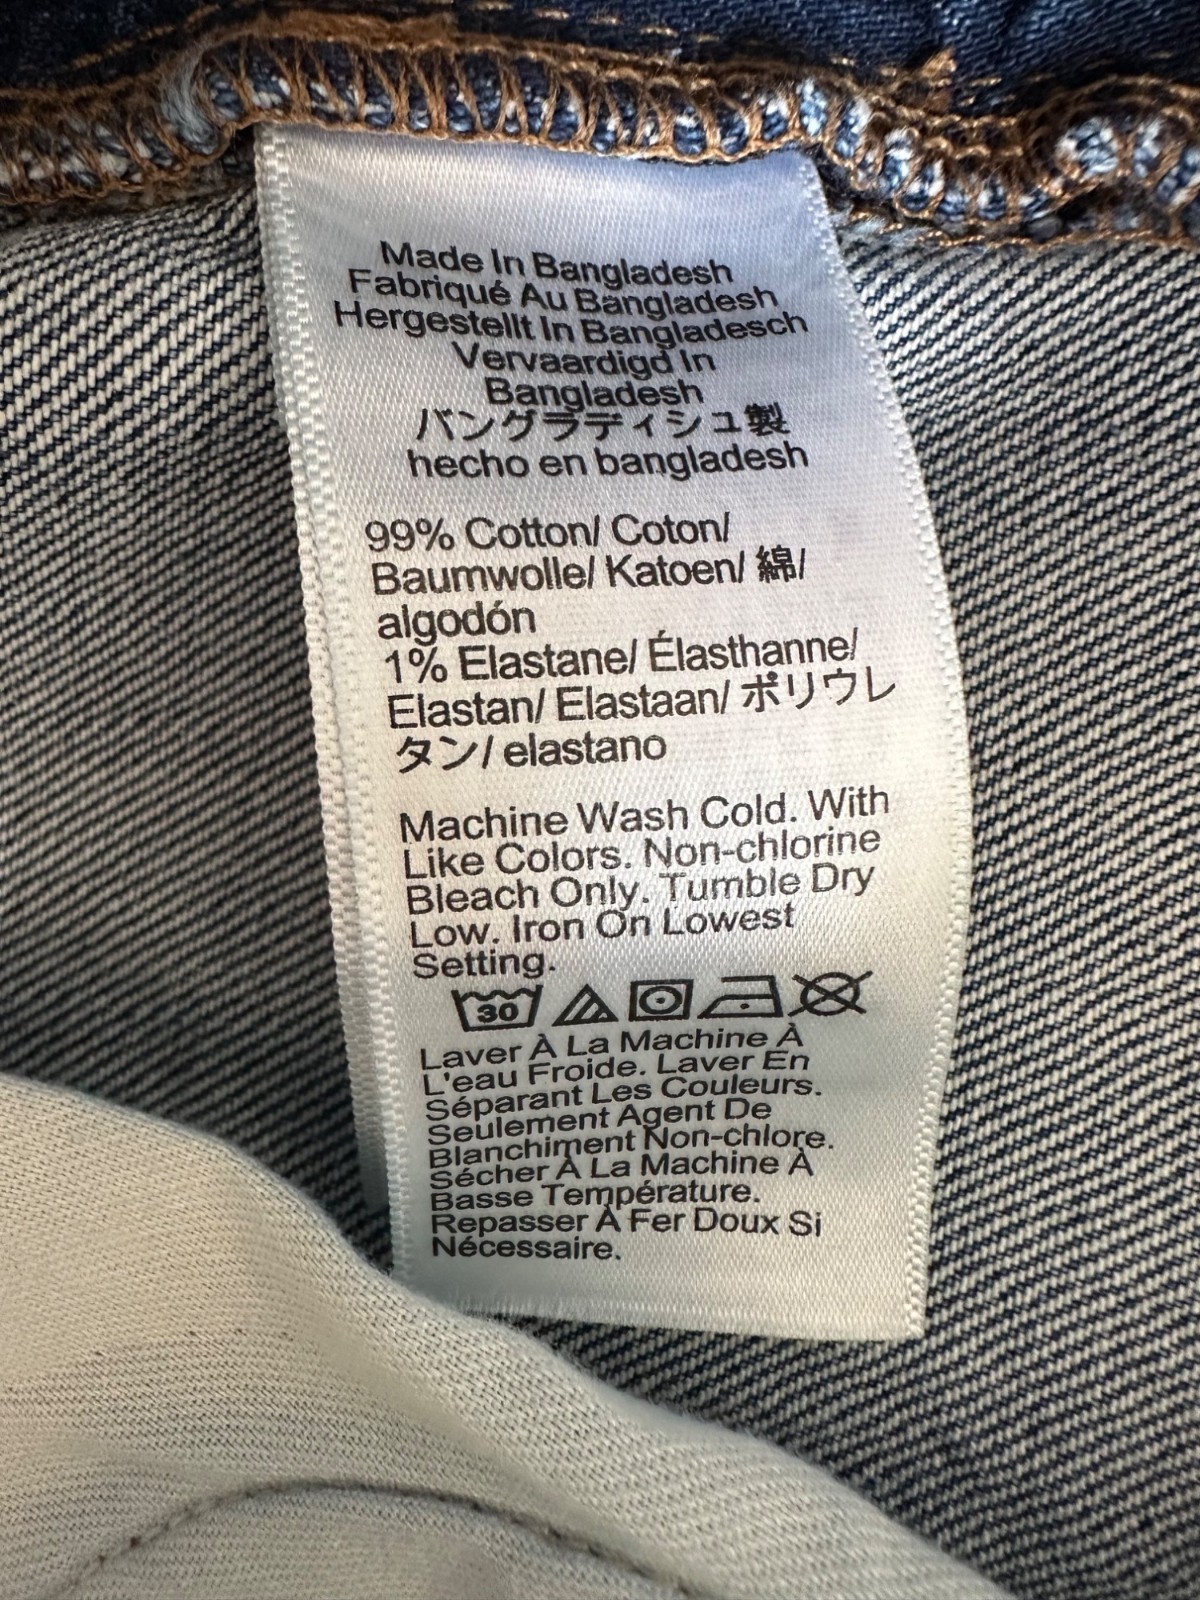 Made In Bangladesh
Fabriqué Au Bangladesh
Hergestellt In Bangladesch
Vervaardigd In
Bangladesh
バングラディシュ製
hecho en bangladesh
99% Cotton/ Coton/
Baumwolle/ Katoen/ 綿/
algodón
1% Elastane/ Élasthanne/
Elastan/ Elastaan/ ポリウレ
タン/ elastano
Machine Wash Cold. With
Like Colors. Non-chlorine
Bleach Only. Tumble Dry
Low. Iron On Lowest
Setting.
30
Laver À La Machine À
L'eau Froide. Laver En
Séparant Les Couleurs.
Seulement Agent De
Blanchiment Non-chlore.
Sécher À La Machine À
Basse Température.
Repasser À Fer Doux Si
Nécessaire.